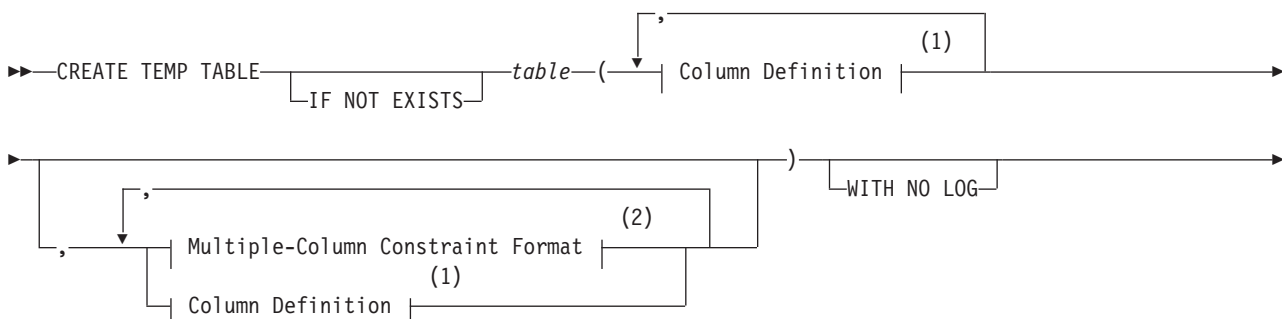 ,
(1)
CREATE TEMP TABLE table ( Column Definition
IF NOT EXISTS
)
WITH NO LOG
,
(2)
, Multiple-Column Constraint Format
(1)
Column Definition